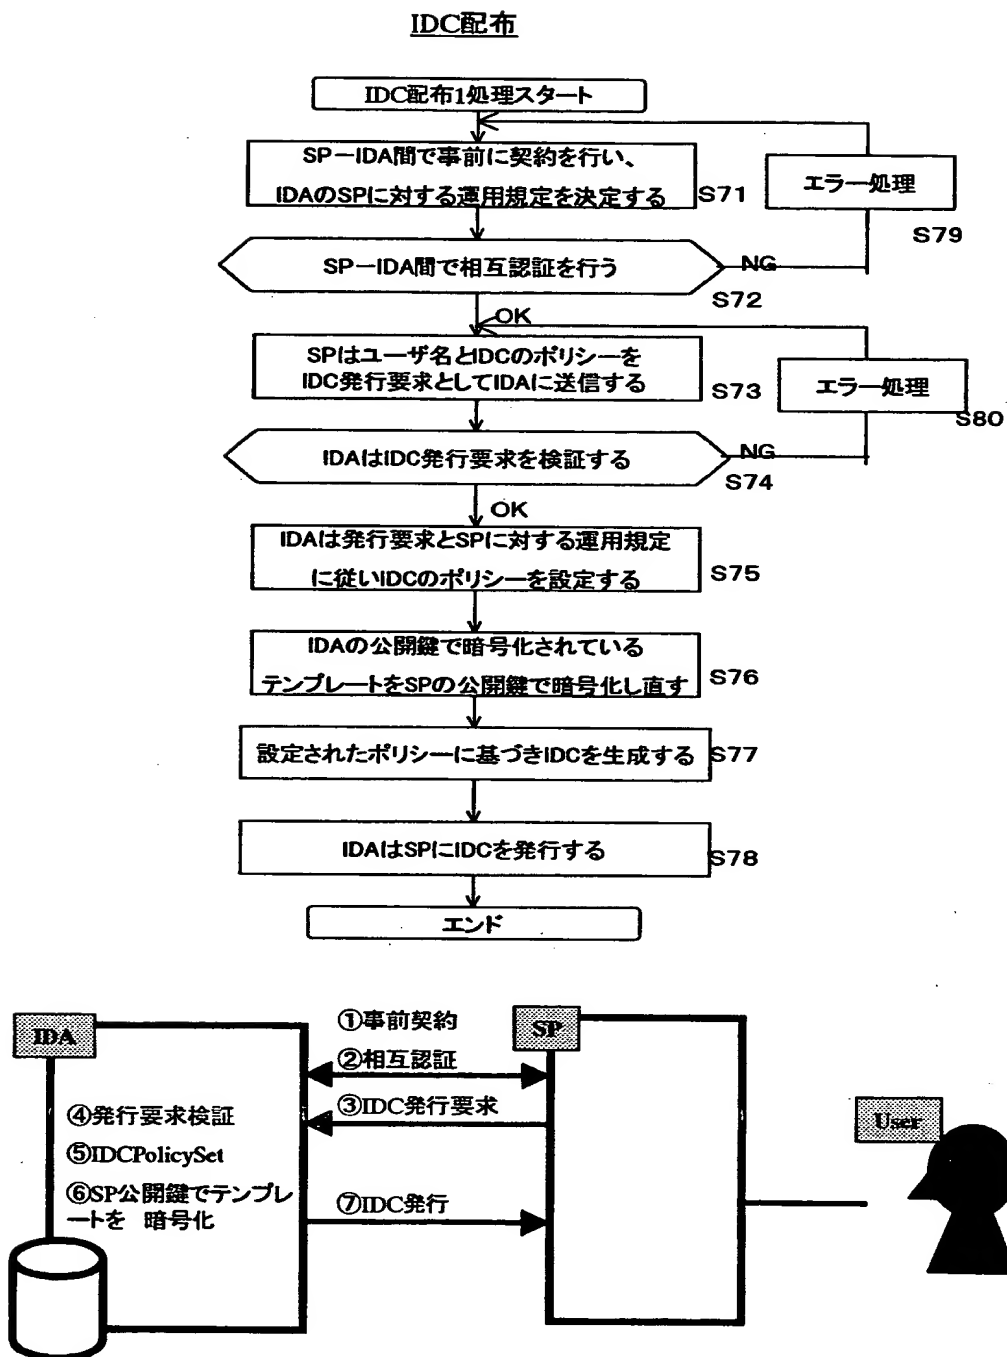 IDC配布
IDC配布1処理スタート
SP−IDA間で事前に契約を行い、
IDAのSPに対する運用規定を決定する
S71
エラー処理
S79
SP−IDA間で相互認証を行う
NG
S72
OK
SPはユーザ名とIDCのポリシーを
IDC発行要求としてIDAに送信する
S73
エラー処理
S80
IDAはIDC発行要求を検証する
NG
S74
OK
IDAは発行要求とSPに対する運用規定
に従いIDCのポリシーを設定する
S75
IDAの公開鍵で暗号化されている
テンプレートをSPの公開鍵で暗号化し直す
S76
設定されたポリシーに基づきIDCを生成する
S77
IDAはSPにIDCを発行する
S78
エンド
IDA
①事前契約
SP
②相互認証
③IDC発行要求
④発行要求検証
⑤IDCPolicySet
⑥SP公開鍵でテンプレ
ートを 暗号化
⑦IDC発行
User